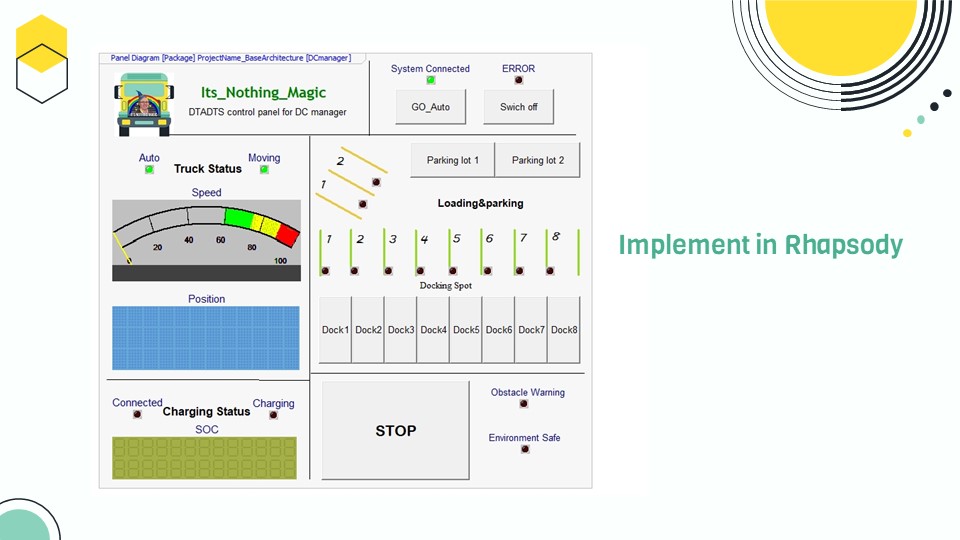 Panel Diagram [Package] ProjectName_BaseArchitecture [DCmanager]
Its_Nothing_Magic
DTADTS control panel for DC manager
System Connected ERROR
GO_Auto Swich off
Auto Moving
Truck Status
Speed
0 20 40 60 80 100
Position
Connected Charging
Charging Status
SOC
Parking lot 1 Parking lot 2
2
1
Loading&parking
1 2 3 4 5 6 7 8
Docking Spot
Dock1 Dock2 Dock3 Dock4 Dock5 Dock6 Dock7 Dock8
STOP
Obstacle Warning
Environment Safe
Implement in Rhapsody